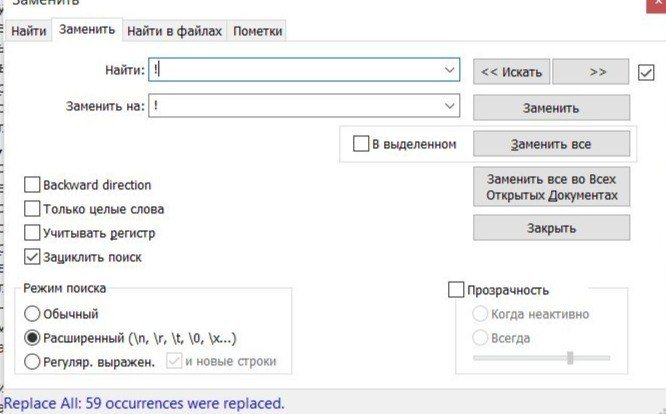 Заменить
Найти Заменить Найти в файлах Пометки
Найти: !
<< Искать >>
Заменить на: !
Заменить
В выделенном
Заменить все
Backward direction
Заменить все во Всех
Открытых Документах
Только целые слова
Учитывать регистр
Закрыть
Зациклить поиск
Режим поиска
Прозрачность
Обычный
Когда неактивно
Расширенный (\n, \r, \t, \0, \x...)
Всегда
Регуляр. выражен. и новые строки
Replace All: 59 occurrences were replaced.